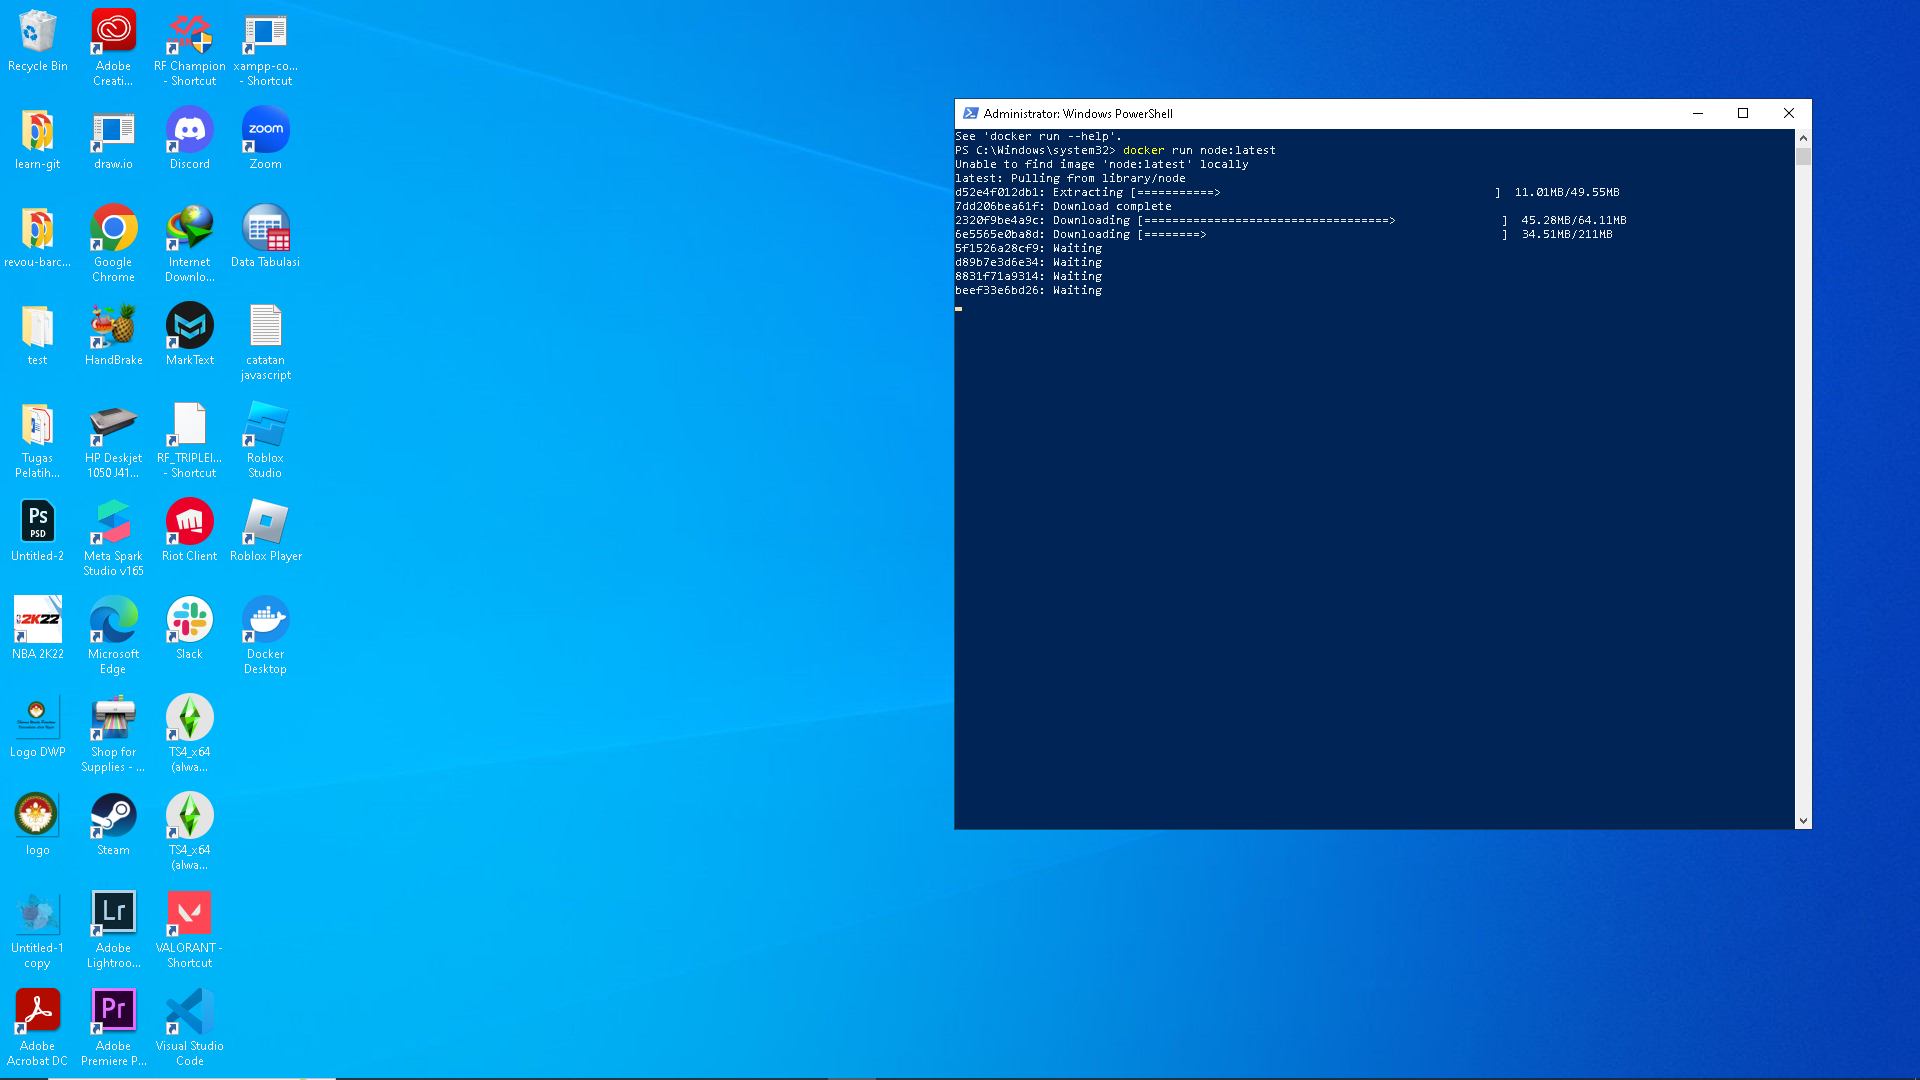 Recycle Bin
Adobe
Creati...
RF Champion
- Shortcut
xampp-co...
- Shortcut
learn-git
draw.io
Discord
zoom
Zoom
revou-barc...
Google
Chrome
Internet
Downlo...
Data Tabulasi
test
HandBrake
MarkText
catatan
javascript
Tugas
Pelatih...
HP Deskjet
1050 J41...
RF_TRIPLEI...
- Shortcut
Roblox
Studio
Ps
PSD
Untitled-2
Meta Spark
Studio v165
Riot Client
Roblox Player
2K22
NBA 2K22
Microsoft
Edge
Slack
Docker
Desktop
Logo DWP
Shop for
Supplies - ...
TS4_x64
(alwa...
logo
Steam
TS4_x64
(alwa...
Untitled-1
copy
Lr
Adobe
Lightroo...
VALORANT -
Shortcut
Adobe
Acrobat DC
Pr
Adobe
Premiere P...
Visual Studio
Code
Administrator: Windows PowerShell
See 'docker run --help'.
PS C:\Windows\system32> docker run node:latest
Unable to find image 'node:latest' locally
latest: Pulling from library/node
d52e4f012db1: Extracting [===========>                                       ]  11.01MB/49.55MB
7dd206bea61f: Download complete
2320f9be4a9c: Downloading [===================================>               ]  45.28MB/64.11MB
6e5565e0ba8d: Downloading [========>                                          ]  34.51MB/211MB
5f1526a28cf9: Waiting
d89b7e3d6e34: Waiting
8831f71a9314: Waiting
beef33e6bd26: Waiting